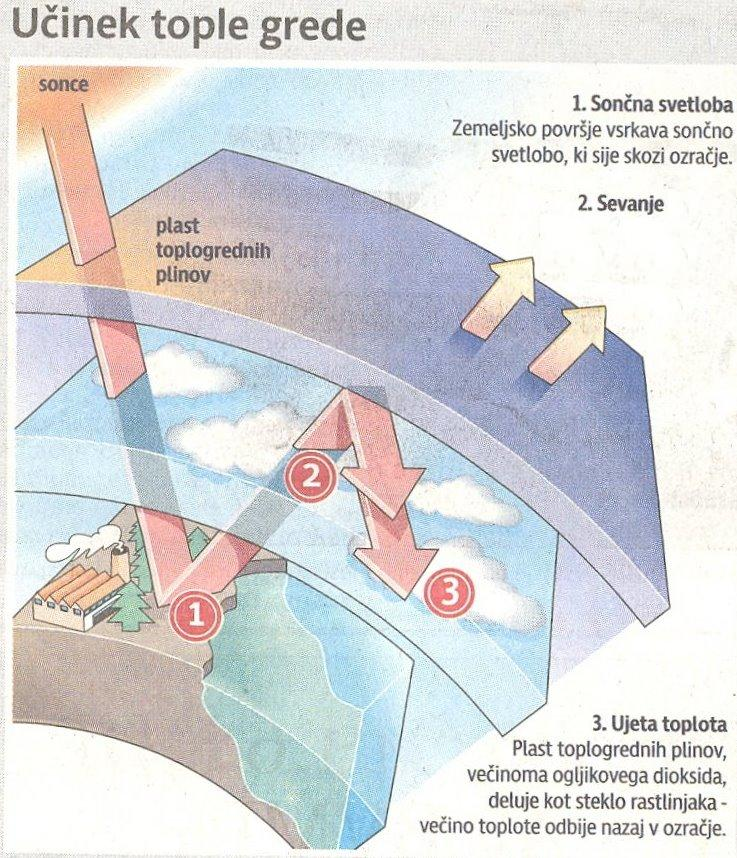 Učinek tople grede
sonce
1. Sončna svetloba
Zemeljsko površje vsrkava sončno
svetlobo, ki sije skozi ozračje.
2. Sevanje
plast
toplogrednih
plinov
2
3
1
3. Ujeta toplota
Plast toplogrednih plinov,
večinoma ogljikovega dioksida,
deluje kot steklo rastlinjaka -
večino toplote odbije nazaj v ozračje.